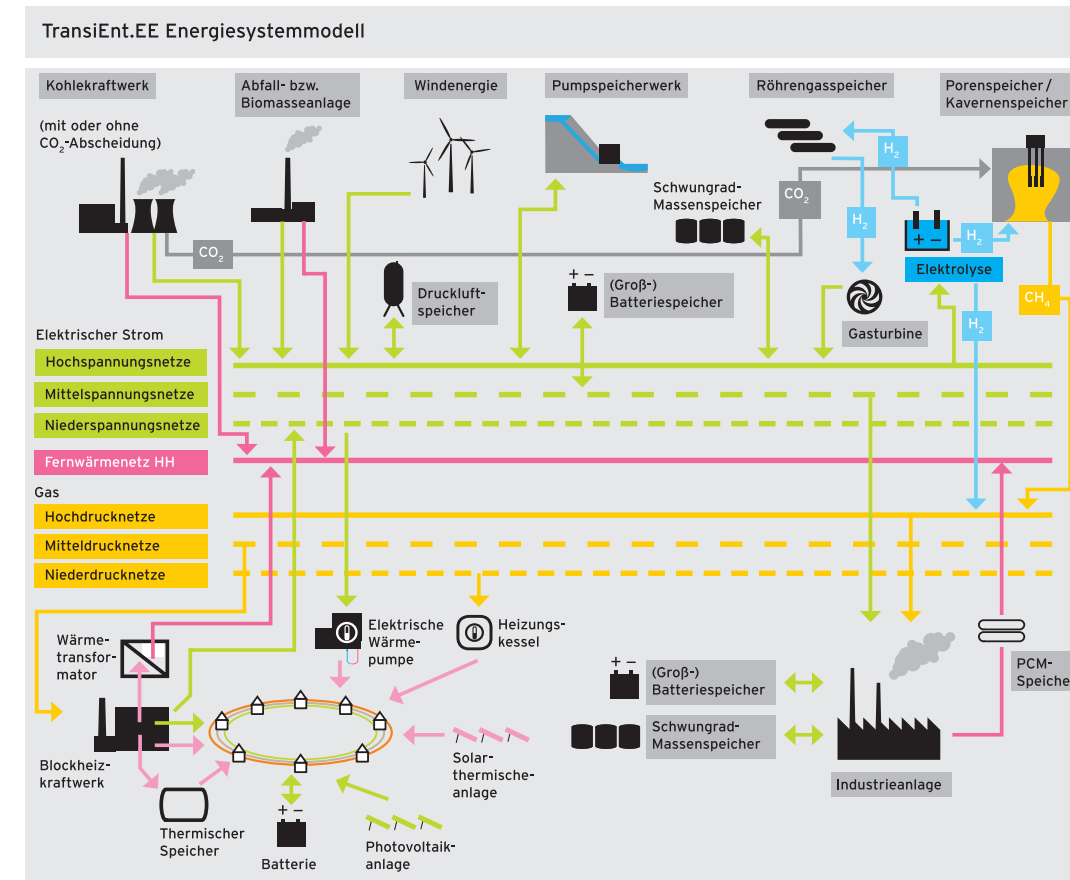 TransiEnt.EE Energiesystemmodell
Kohlekraftwerk
(mit oder ohne
CO2-Abscheidung)
Abfall- bzw.
Biomasseanlage
Windenergie
Pumpspeicherwerk
Röhrengasspeicher
Porenspeicher /
Kavernenspeicher
H2
Schwungrad-
Massenspeicher
CO2
H2
H2
CO2
+ −
Elektrolyse
Druckluft-
speicher
+ −
(Groß-)
Batteriespeicher
Gasturbine
H2
CH4
Elektrischer Strom
Hochspannungsnetze
Mittelspannungsnetze
Niederspannungsnetze
Fernwärmenetz HH
Gas
Hochdrucknetze
Mitteldrucknetze
Niederdrucknetze
Wärme-
transfor-
mator
Elektrische
Wärme-
pumpe
Heizungs-
kessel
+ −
(Groß-)
Batteriespeicher
PCM-
Speiche
Schwungrad-
Massenspeicher
Blockheiz-
kraftwerk
Solar-
thermische-
anlage
Industrieanlage
Thermischer
Speicher
+ −
Batterie
Photovoltaik-
anlage